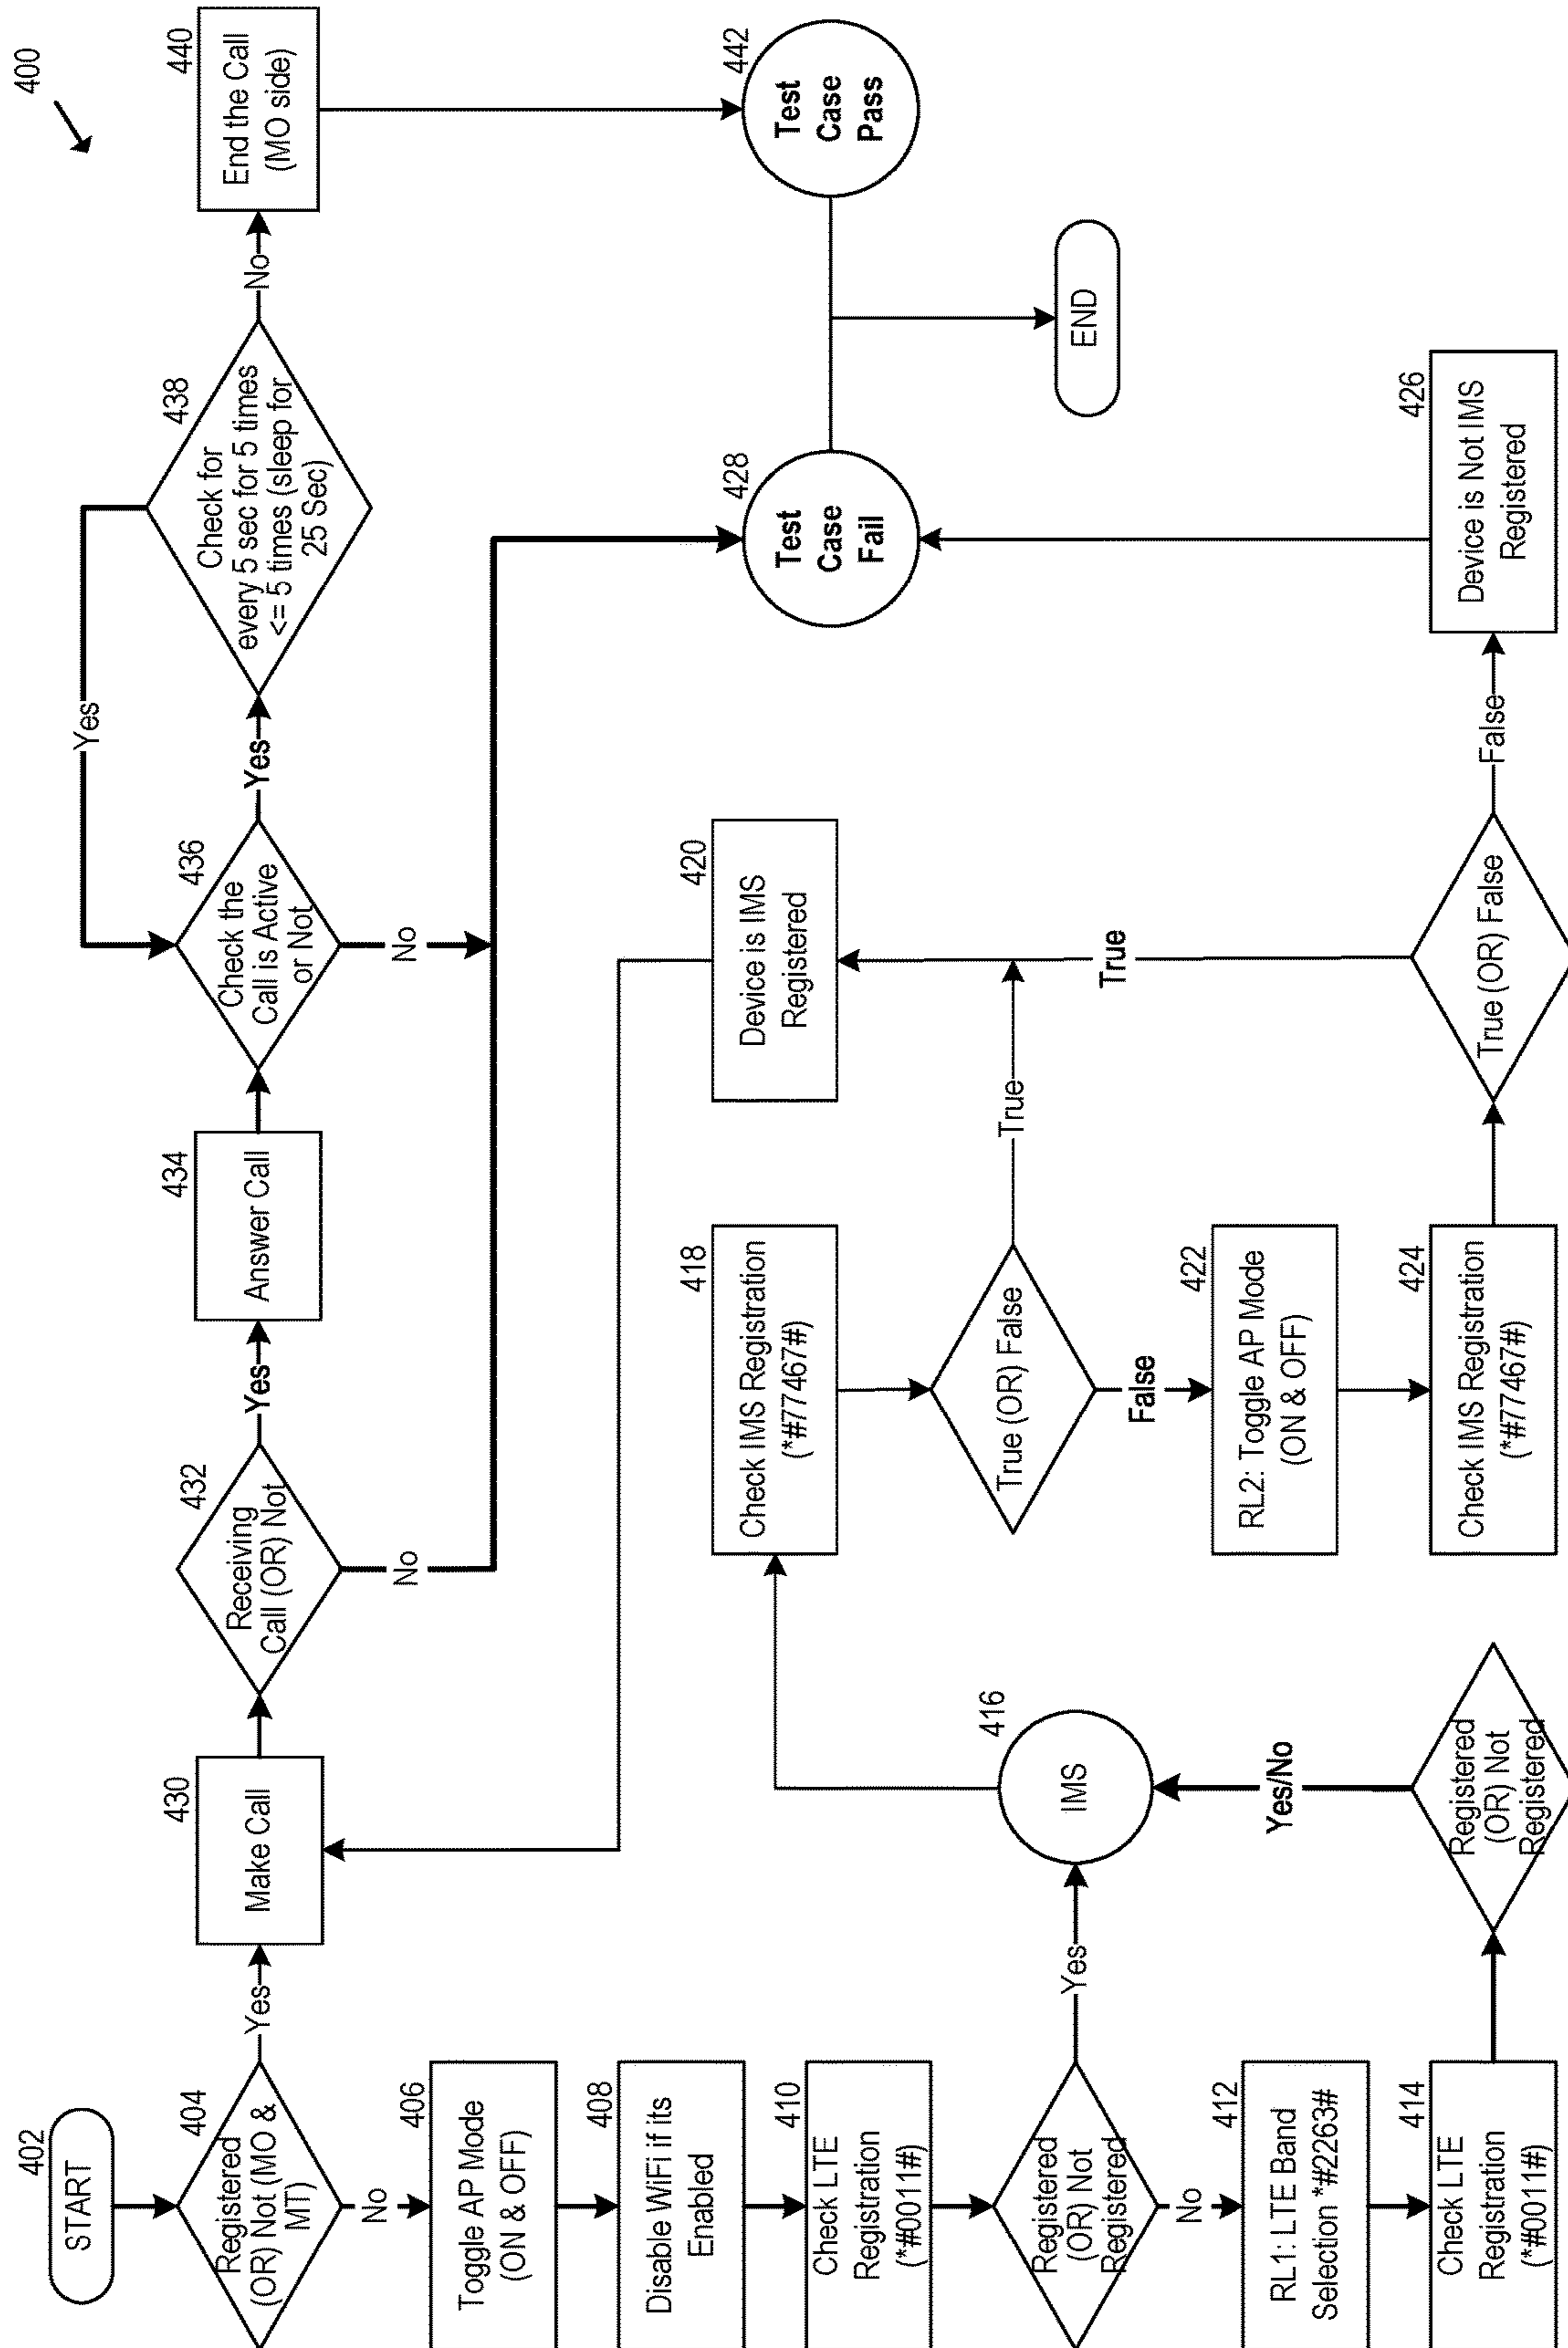 400
402
START
404
Registered
(OR) Not (MO &
MT)
Yes
No
406
Toggle AP Mode
(ON & OFF)
408
Disable WiFi if its
Enabled
410
Check LTE
Registration
(*#0011#)
Registered
(OR) Not
Registered
Yes
No
412
RL1: LTE Band
Selection *#2263#
414
Check LTE
Registration
(*#0011#)
Registered
(OR) Not
Registered
Yes/No
416
IMS
418
Check IMS Registration
(*#77467#)
True (OR) False
True
False
420
Device is IMS
Registered
422
RL2: Toggle AP Mode
(ON & OFF)
424
Check IMS Registration
(*#77467#)
True (OR) False
True
False
426
Device is Not IMS
Registered
428
Test
Case
Fail
430
Make Call
432
Receiving
Call (OR) Not
Yes
No
434
Answer Call
436
Check the
Call is Active
or Not
Yes
No
438
Check for
every 5 sec for 5 times
<= 5 times (sleep for
25 Sec)
Yes
No
440
End the Call
(MO side)
442
Test
Case
Pass
END